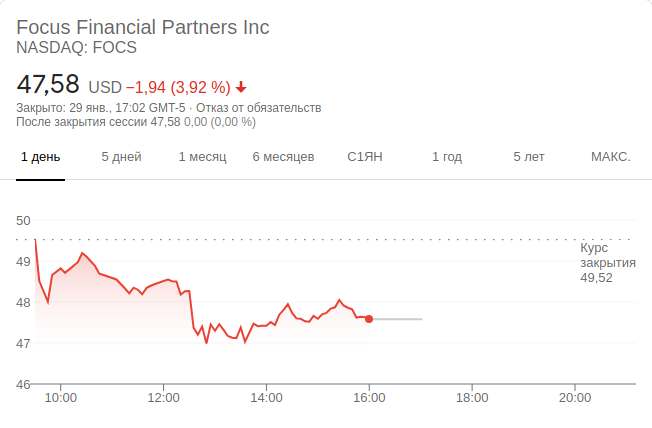 Focus Financial Partners Inc
NASDAQ: FOCS
47,58 USD −1,94 (3,92 %)
Закрыто: 29 янв., 17:02 GMT-5 · Отказ от обязательств
После закрытия сессии 47,58 0,00 (0,00 %)
1 день 5 дней 1 месяц 6 месяцев С1ЯН 1 год 5 лет МАКС.
50
49
48
47
46
Курс
закрытия
49,52
10:00 12:00 14:00 16:00 18:00 20:00